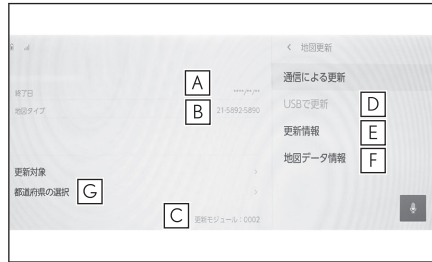 終了日
A
****/**/**
地図タイプ
B
21-5892-5890
更新対象
都道府県の選択
G
C
更新モジュール：0002
< 地図更新
通信による更新
USBで更新
D
更新情報
E
地図データ情報
F